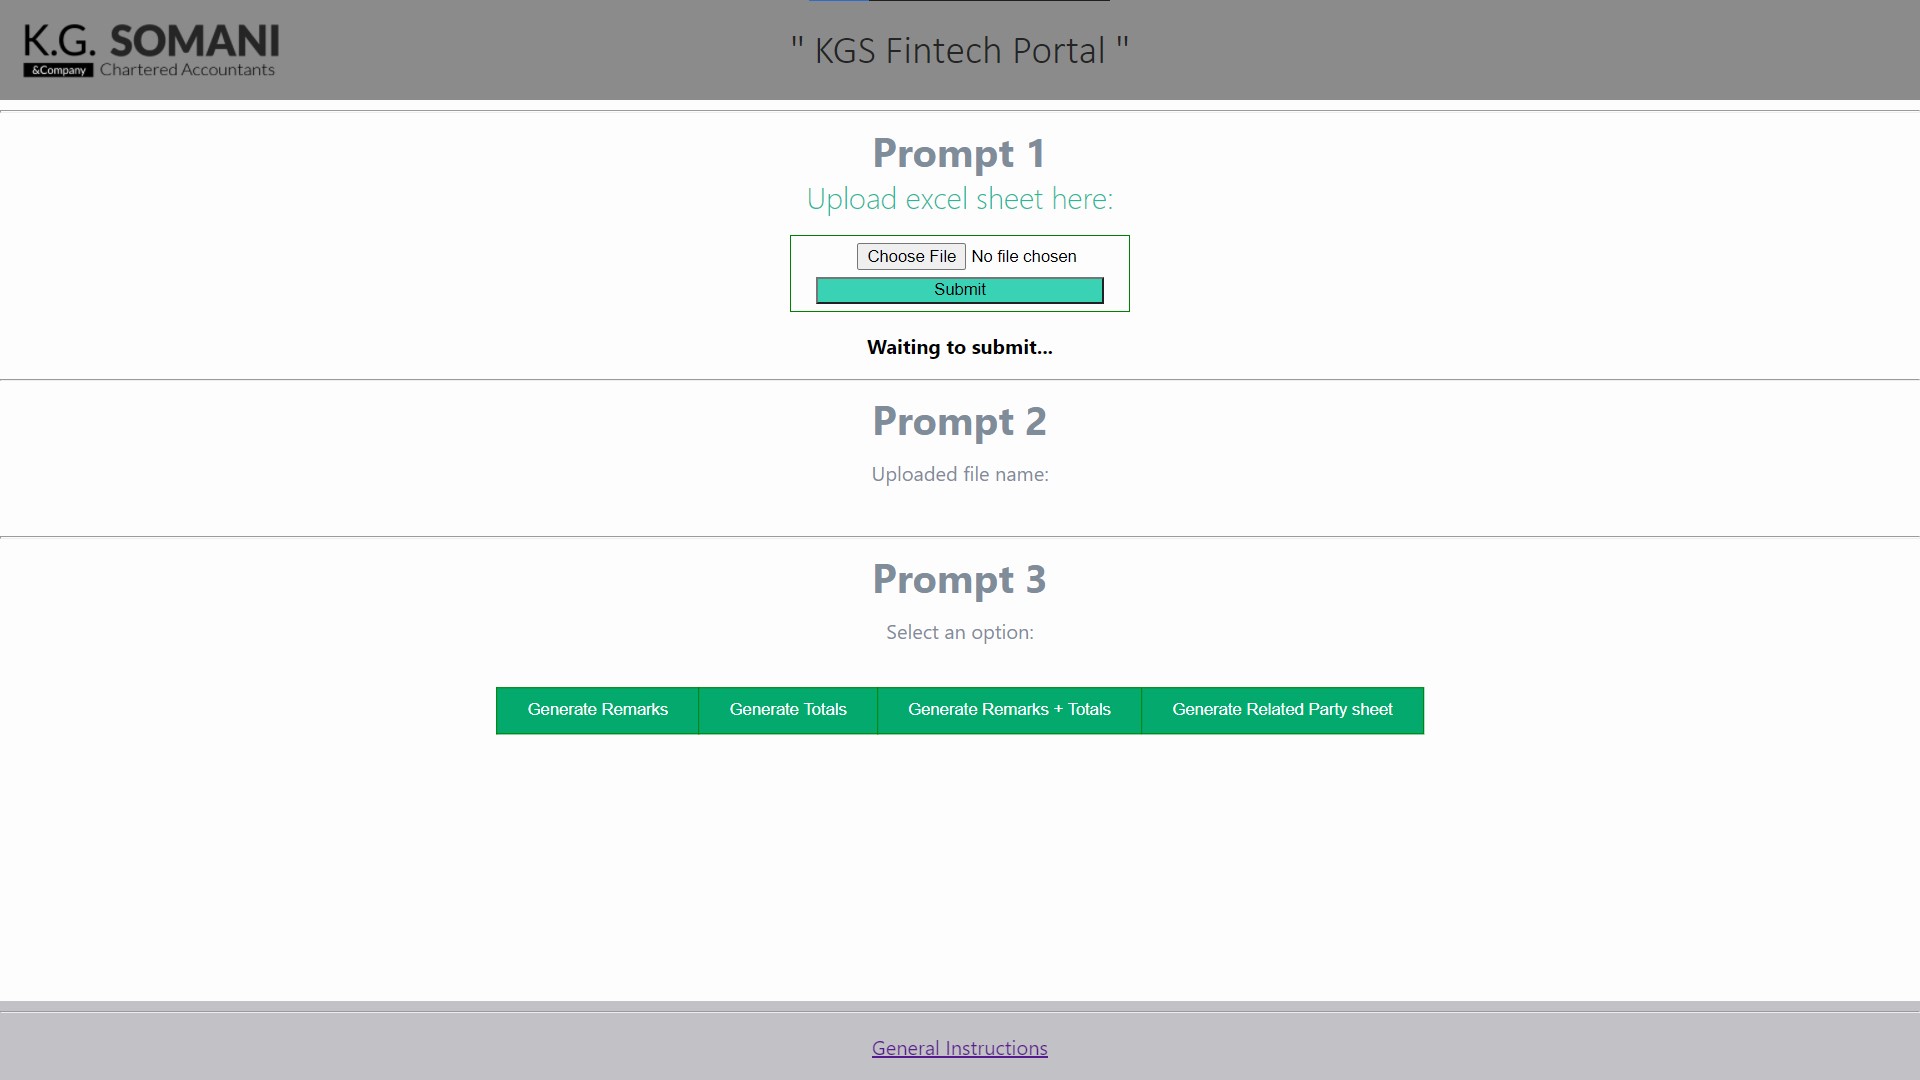 K.G. SOMANI
&Company Chartered Accountants
" KGS Fintech Portal "
Prompt 1
Upload excel sheet here:
Choose File No file chosen
Submit
Waiting to submit...
Prompt 2
Uploaded file name:
Prompt 3
Select an option:
Generate Remarks Generate Totals Generate Remarks + Totals Generate Related Party sheet
General Instructions